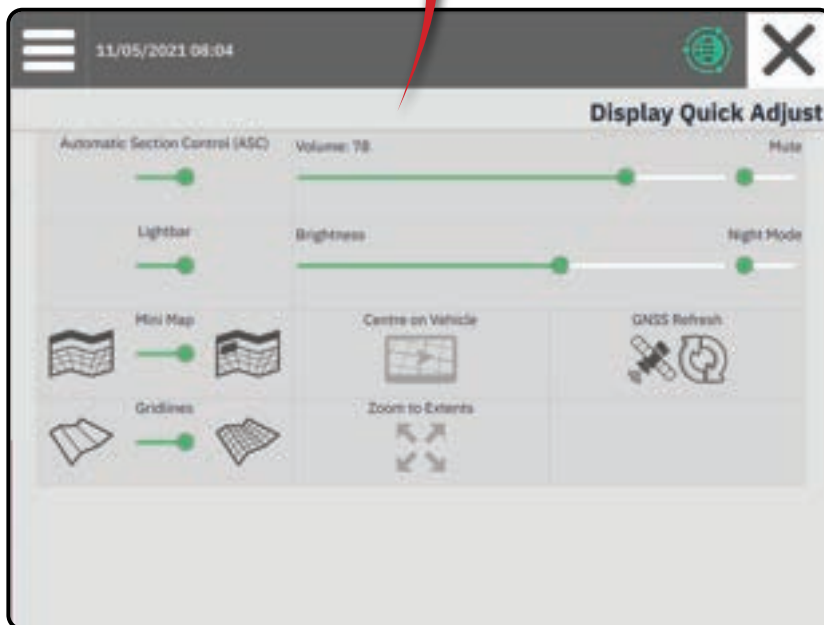 11/05/2021 08:04
Display Quick Adjust
Automatic Section Control (ASC)
Volume: 78
Mute
Lightbar
Brightness
Night Mode
Mini Map
Centre on Vehicle
GNSS Refresh
Gridlines
Zoom to Extents